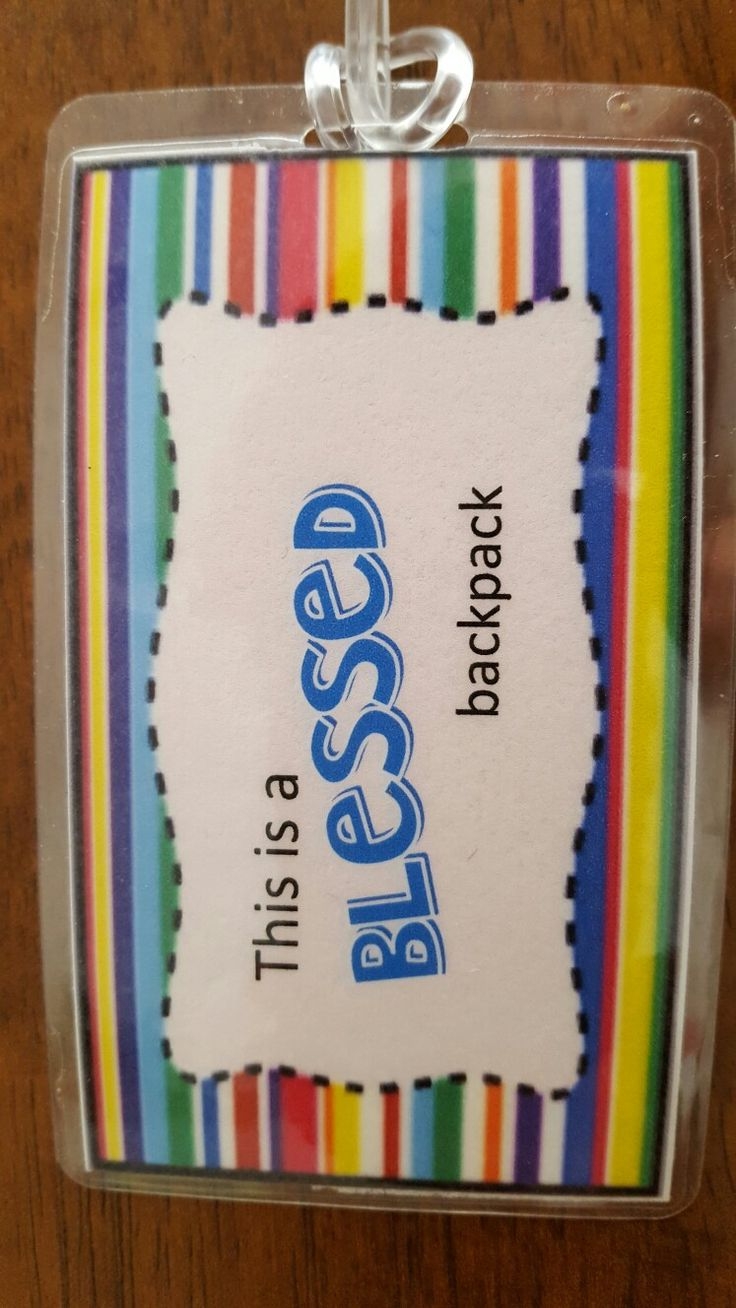 This is a
BLeSSeD
backpack